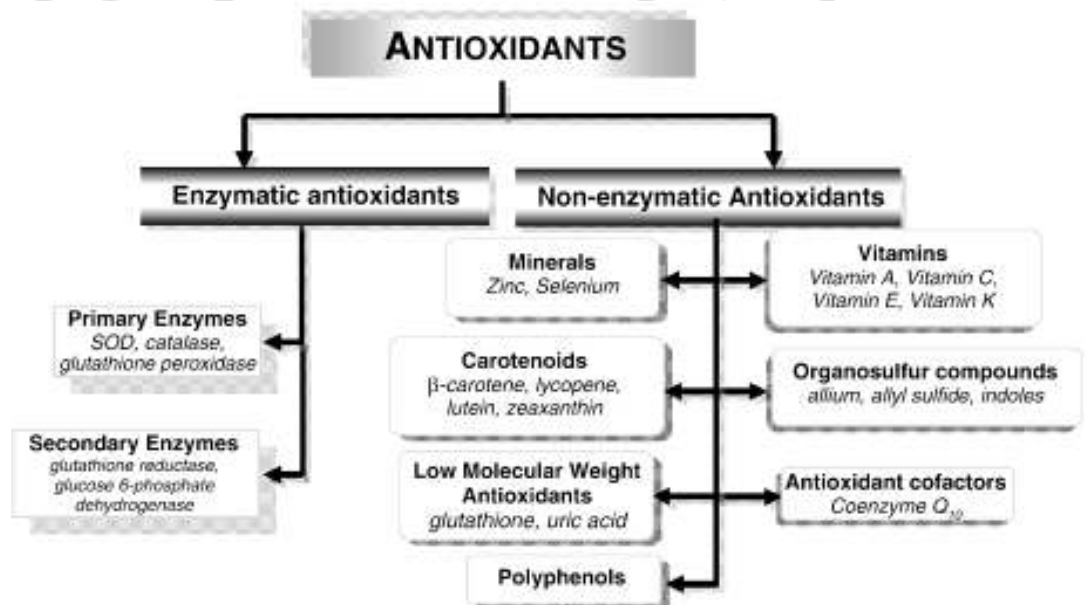 ANTIOXIDANTS
Enzymatic antioxidants
Non-enzymatic Antioxidants
Primary Enzymes
SOD, catalase,
glutathione peroxidase
Secondary Enzymes
glutathione reductase,
glucose 6-phosphate
dehydrogenase
Minerals
Zinc, Selenium
Vitamins
Vitamin A, Vitamin C,
Vitamin E, Vitamin K
Carotenoids
β-carotene, lycopene,
lutein, zeaxanthin
Organosulfur compounds
allium, allyl sulfide, indoles
Low Molecular Weight
Antioxidants
glutathione, uric acid
Antioxidant cofactors
Coenzyme Q₁₀
Polyphenols